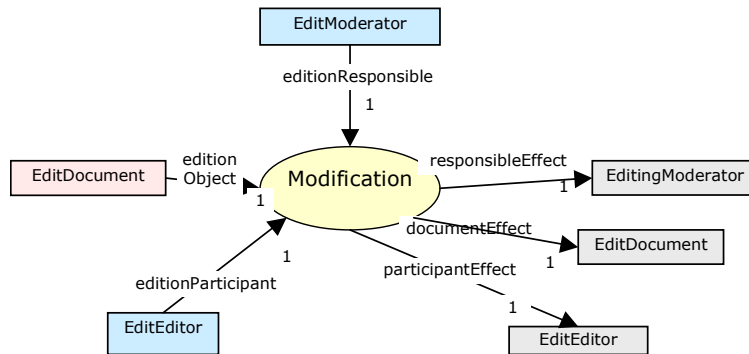 EditModerator
editionResponsible
1
edition
Object
responsibleEffect
EditDocument
Modification
EditingModerator
1
1
documentEffect
EditDocument
1
1
participantEffect
editionParticipant
1
EditEditor
EditEditor